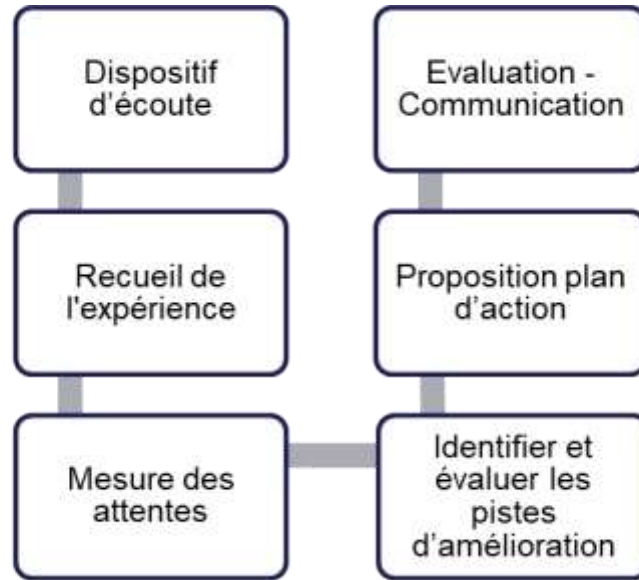 Dispositif
d’écoute
Recueil de
l'expérience
Mesure des
attentes
Identifier et
évaluer les
pistes
d’amélioration
Proposition plan
d’action
Evaluation -
Communication